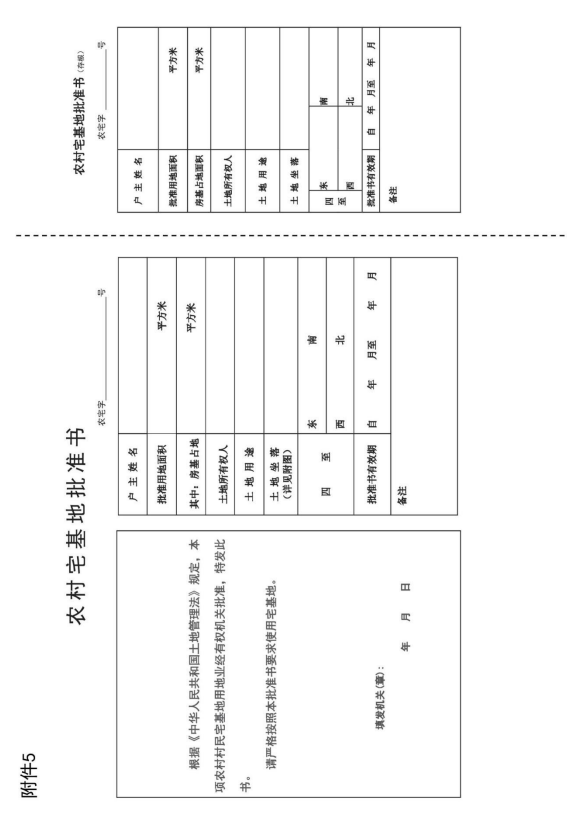 附件5
农村宅基地批准书
根据《中华人民共和国土地管理法》规定，本
项农村村民宅基地用地业经有权机关批准，特发此
书。
请严格按照本批准书要求使用宅基地。
填发机关(章)：
年 月 日
农宅字____号
户主姓名
批准用地面积 平方米
其中：房基占地 平方米
土地所有权人
土地用途
土地坐落
（详见附图）
四至 东 南
西 北
批准书有效期 自 年 月至 年 月
备注
农村宅基地批准书（存根）
农宅字____号
户主姓名
批准用地面积 平方米
房基占地面积 平方米
土地所有权人
土地用途
土地坐落
四至 东 南
西 北
批准书有效期 自 年 月至 年 月
备注